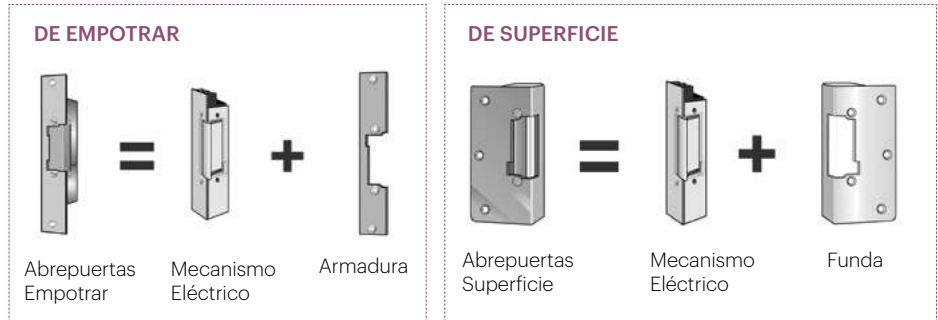 DE EMPOTRAR
Abrepuertas
Empotrar
Mecanismo
Eléctrico
Armadura
DE SUPERFICIE
Abrepuertas
Superficie
Mecanismo
Eléctrico
Funda